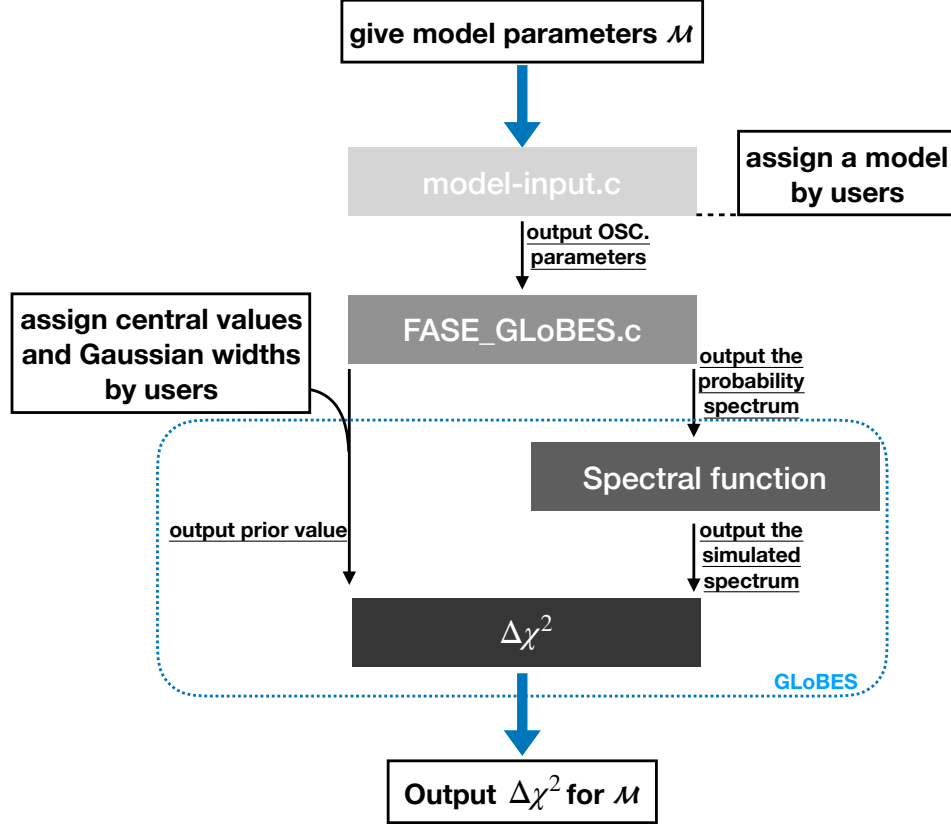 give model parameters ℳ
model-input.c
assign a model
by users
output OSC.
parameters
assign central values
and Gaussian widths
by users
FASE_GLoBES.c
output the
probability
spectrum
Spectral function
output prior value
output the
simulated
spectrum
Δχ²
GLoBES
Output Δχ² for ℳ